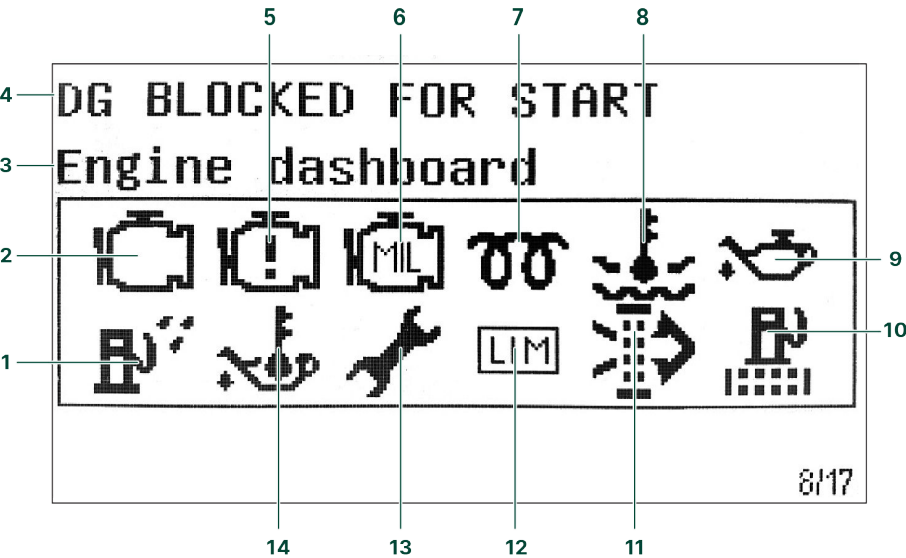 5 6 7 8
4 DG BLOCKED FOR START
3 Engine dashboard
2 MIL 9
1 LIM 10
8/17
14 13 12 11